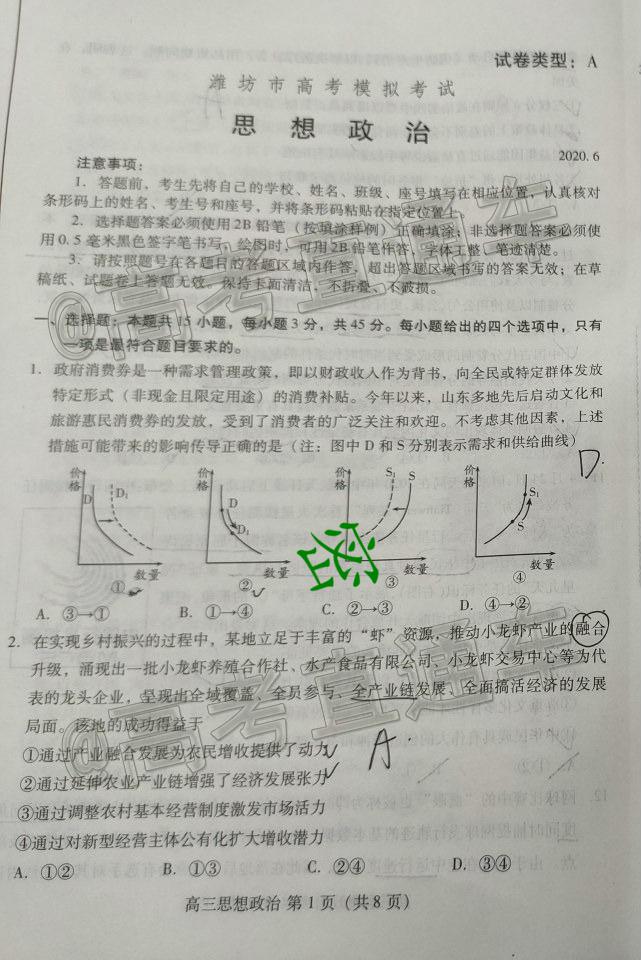 试卷类型：A
潍坊市高考模拟考试
思想政治
2020.6
注意事项：
1．答题前，考生先将自己的学校、姓名、班级、座号填写在相应位置，认真核对
条形码上的姓名、考生号和座号，并将条形码粘贴在指定位置上。
2．选择题答案必须使用2B铅笔（按填涂样例）正确填涂；非选择题答案必须使
用0.5毫米黑色签字笔书写，绘图时，可用2B铅笔作答，字体工整、笔迹清楚。
3．请按照题号在各题目的答题区域内作答，超出答题区域书写的答案无效；在草
稿纸、试题卷上答题无效。保持卡面清洁，不折叠、不破损。
一、选择题：本题共15小题，每小题3分，共45分。每小题给出的四个选项中，只有
一项是最符合题目要求的。
1．政府消费券是一种需求管理政策，即以财政收入作为背书，向全民或特定群体发放
特定形式（非现金且限定用途）的消费补贴。今年以来，山东多地先后启动文化和
旅游惠民消费券的发放，受到了消费者的广泛关注和欢迎。不考虑其他因素，上述
措施可能带来的影响传导正确的是（注：图中D和S分别表示需求和供给曲线）
D.
价格 D D₁ 数量 ①
价格 D D₁ 数量 ②
价格 S₁ S 数量 ③
价格 S₁ S 数量 ④
A．③→① B．①→④ C．②→③ D．④→②
2．在实现乡村振兴的过程中，某地立足于丰富的“虾”资源，推动小龙虾产业的融合
升级，涌现出一批小龙虾养殖合作社、水产食品有限公司、小龙虾交易中心等为代
表的龙头企业，呈现出全域覆盖、全员参与、全产业链发展、全面搞活经济的发展
局面。该地的成功得益于
①通过产业融合发展为农民增收提供了动力
A.
②通过延伸农业产业链增强了经济发展张力
③通过调整农村基本经营制度激发市场活力
④通过对新型经营主体公有化扩大增收潜力
A．①② B．①③ C．②④ D．③④
高三思想政治 第1页（共8页）
@高考直通车
@高考直通车